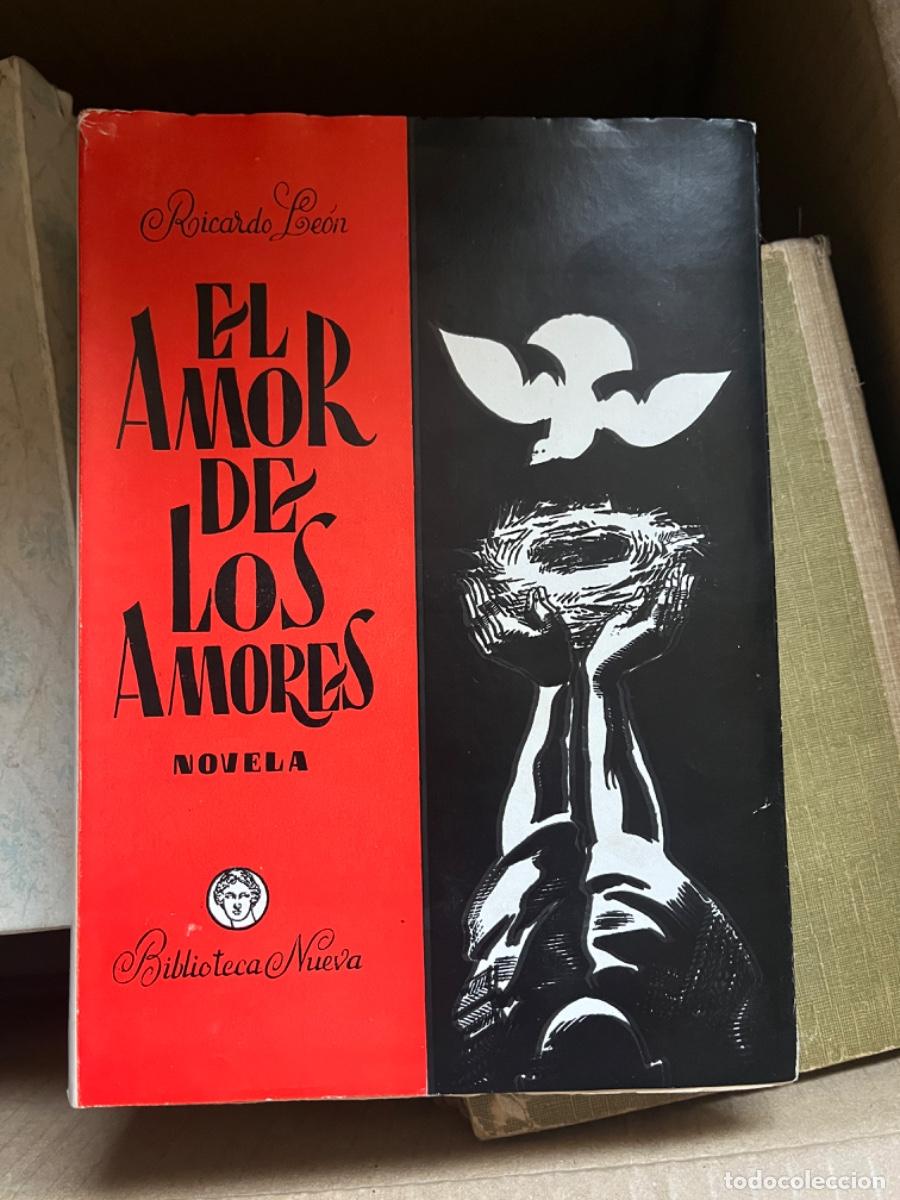 Ricardo León
EL
AMOR
DE
LOS
AMORES
NOVELA
Biblioteca Nueva
todocoleccion